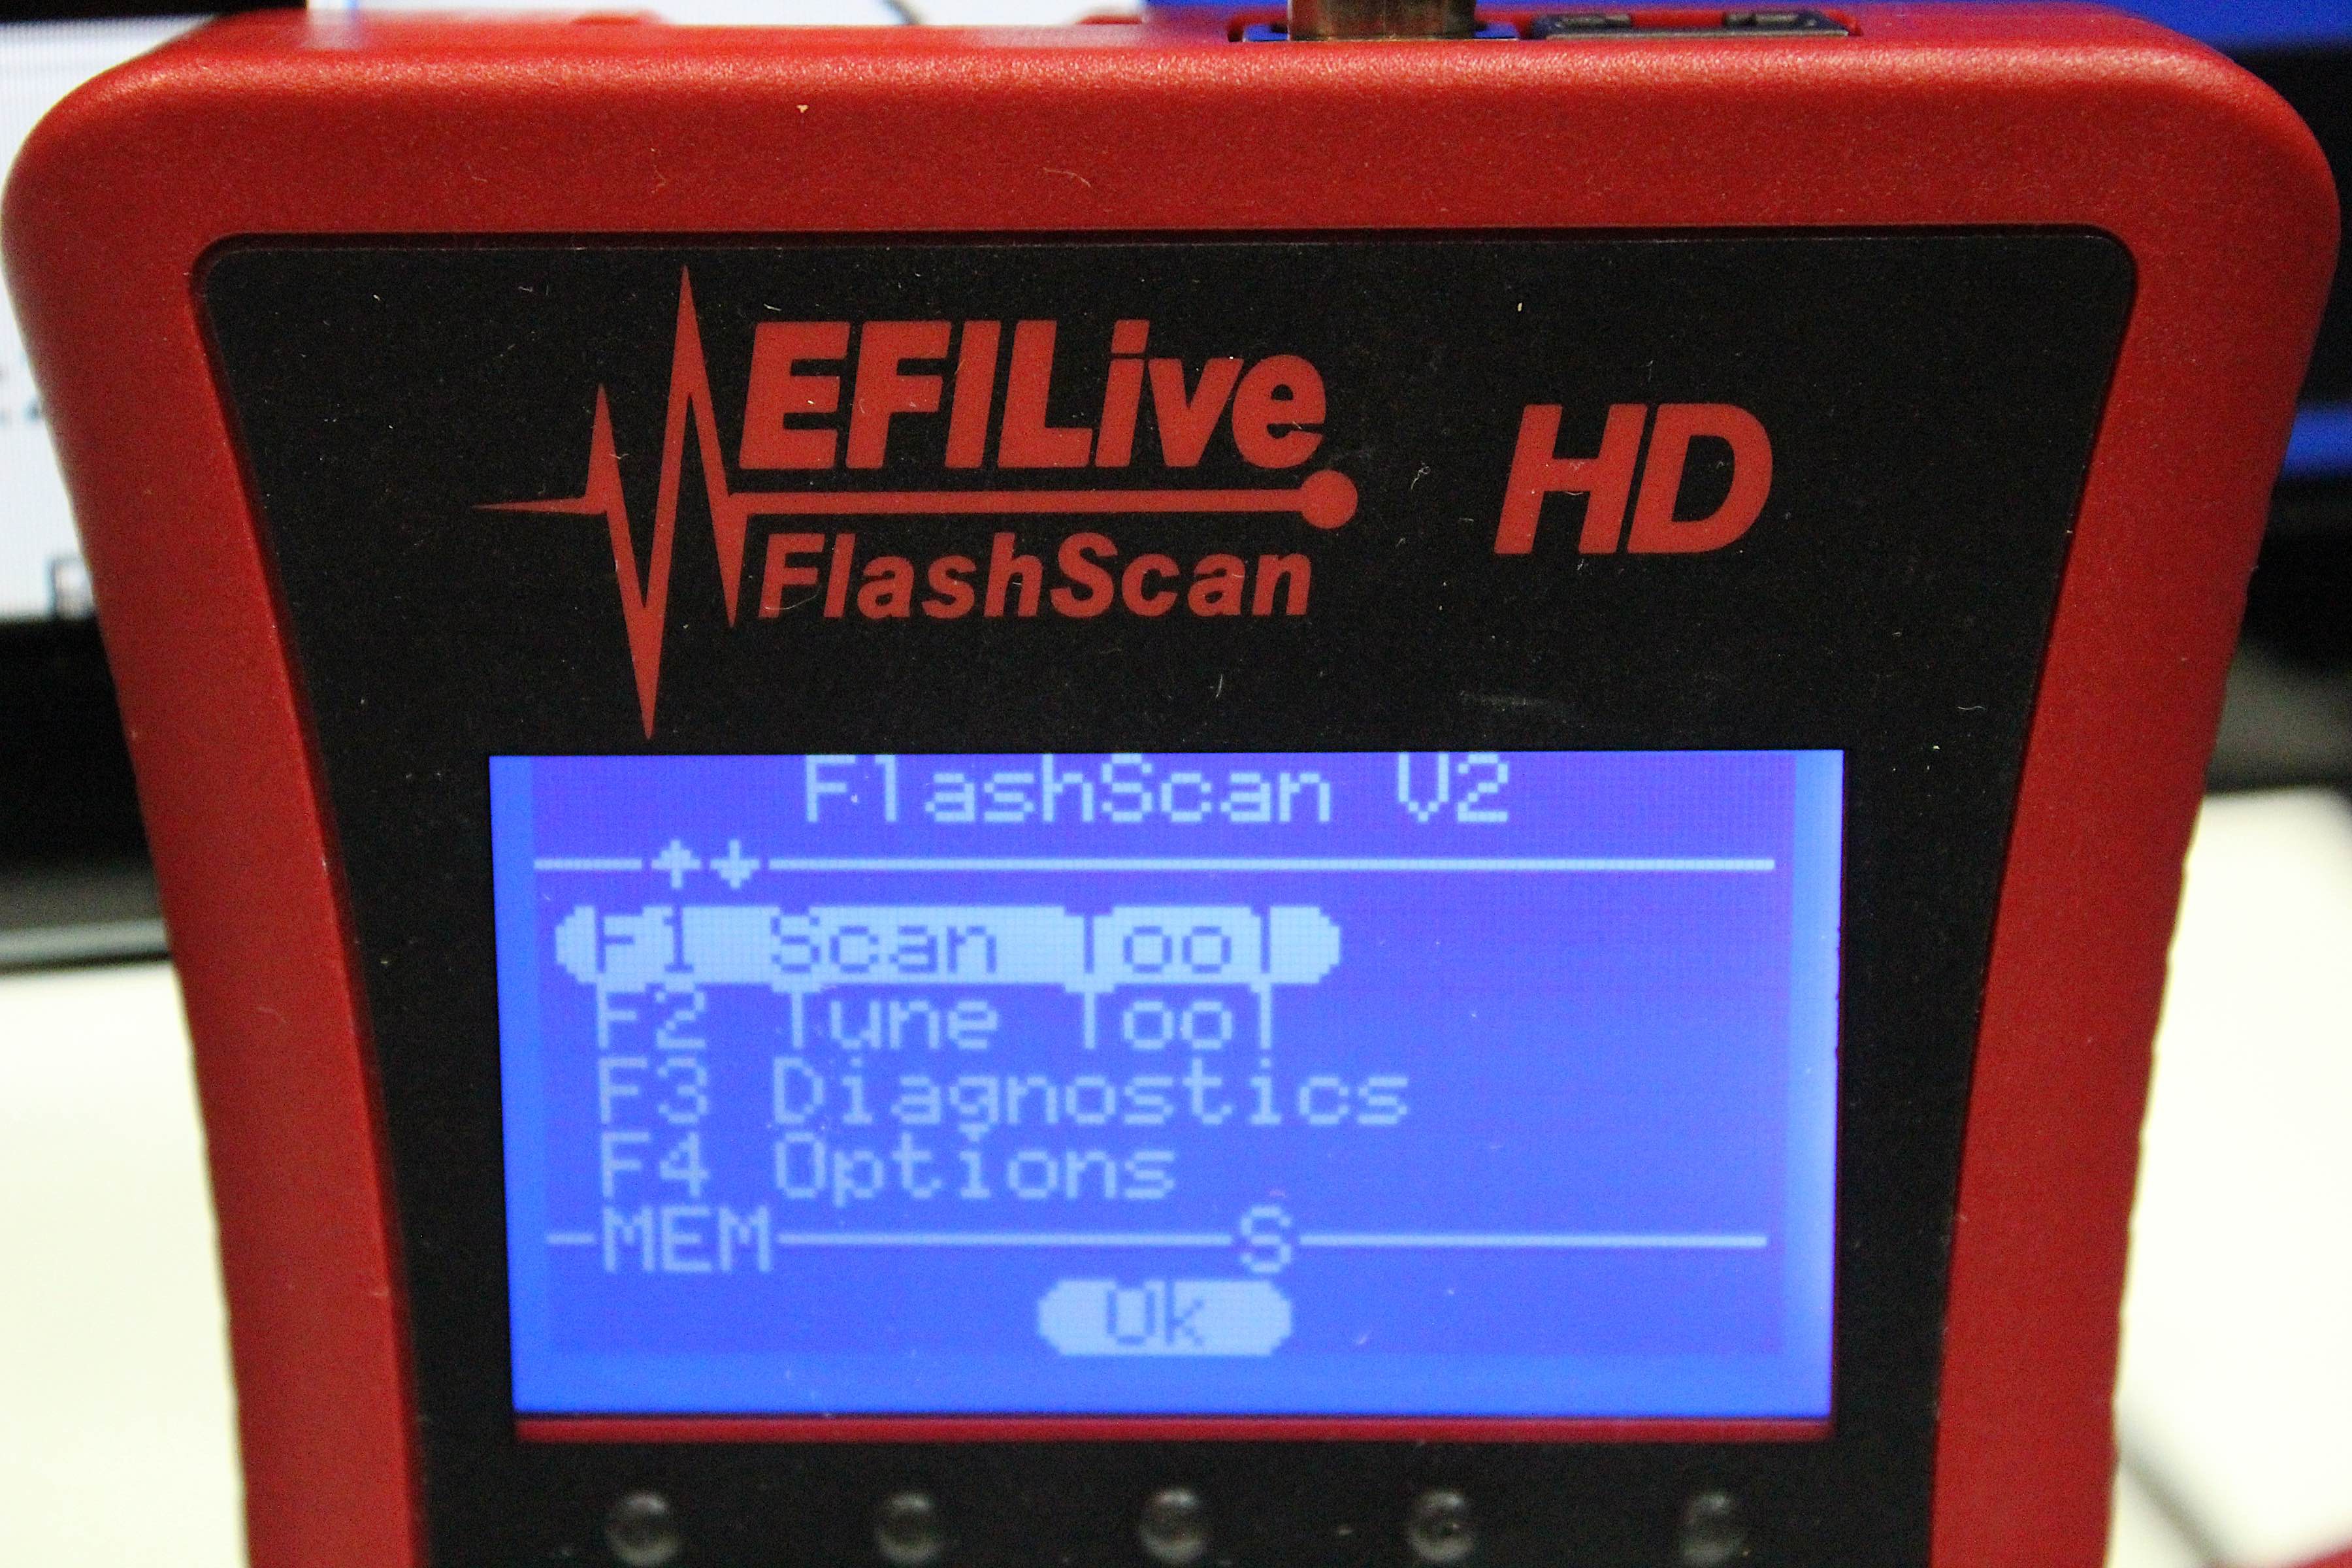 EFILive
HD
FlashScan
FlashScan V2
F1 Scan Tool
F2 Tune Tool
F3 Diagnostics
F4 Options
MEM S
Ok